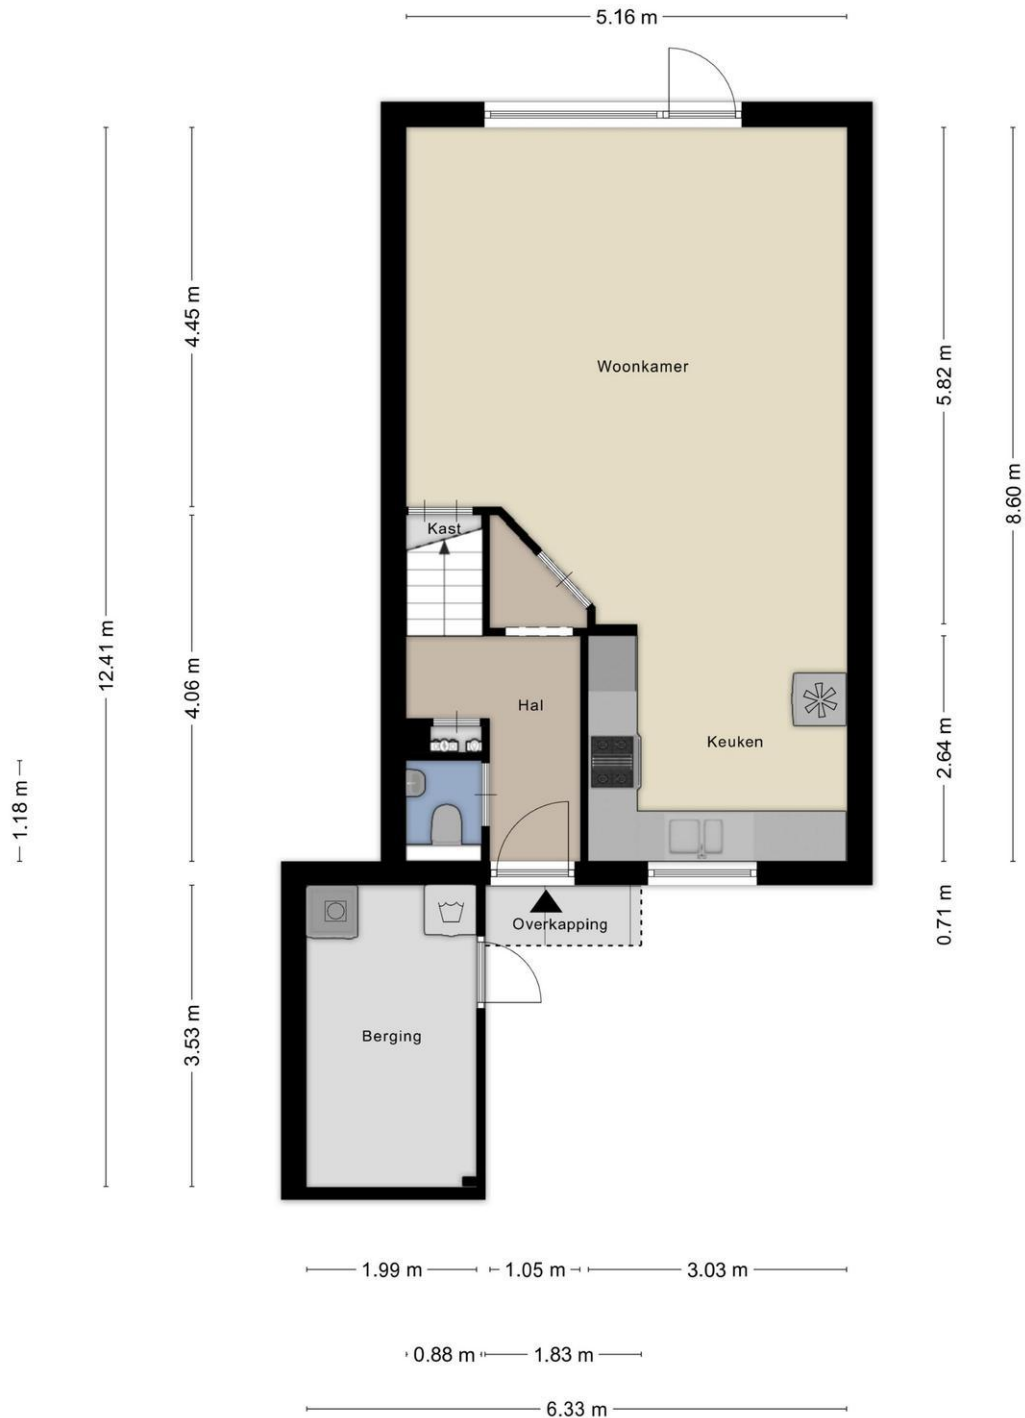 5.16 m
4.45 m
5.82 m
8.60 m
Woonkamer
Kast
12.41 m
4.06 m
Hal
Keuken
2.64 m
1.18 m
Overkapping
0.71 m
3.53 m
Berging
1.99 m
1.05 m
3.03 m
0.88 m
1.83 m
6.33 m